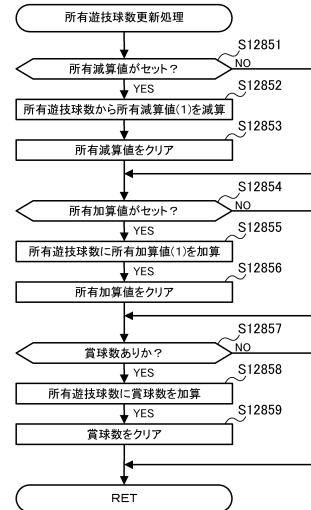 所有遊技球数更新処理
S12851
所有減算値がセット?
NO
YES
S12852
所有遊技球数から所有減算値(1)を減算
YES
S12853
所有減算値をクリア
S12854
所有加算値がセット?
NO
YES
S12855
所有遊技球数に所有加算値(1)を加算
YES
S12856
所有加算値をクリア
S12857
賞球数ありか?
NO
YES
S12858
所有遊技球数に賞球数を加算
YES
S12859
賞球数をクリア
RET